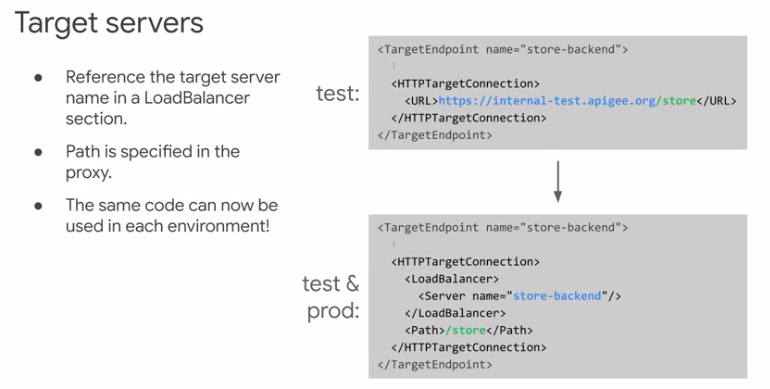 Target servers
● Reference the target server
name in a LoadBalancer
section.
● Path is specified in the
proxy.
● The same code can now be
used in each environment!
test:
<TargetEndpoint name="store-backend">
⋮
<HTTPTargetConnection>
<URL>https://internal-test.apigee.org/store</URL>
</HTTPTargetConnection>
</TargetEndpoint>
test &
prod:
<TargetEndpoint name="store-backend">
⋮
<HTTPTargetConnection>
<LoadBalancer>
<Server name="store-backend"/>
</LoadBalancer>
<Path>/store</Path>
</HTTPTargetConnection>
</TargetEndpoint>